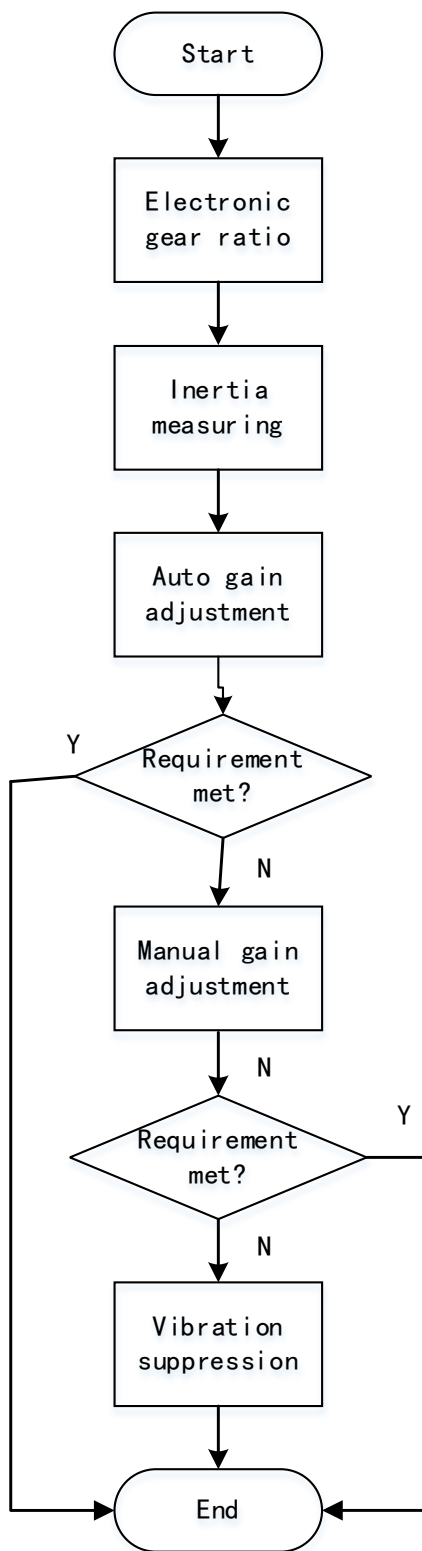 Start
Electronic
gear ratio
Inertia
measuring
Auto gain
adjustment
Y
Requirement
met?
N
Manual gain
adjustment
N
Y
Requirement
met?
N
Vibration
suppression
End